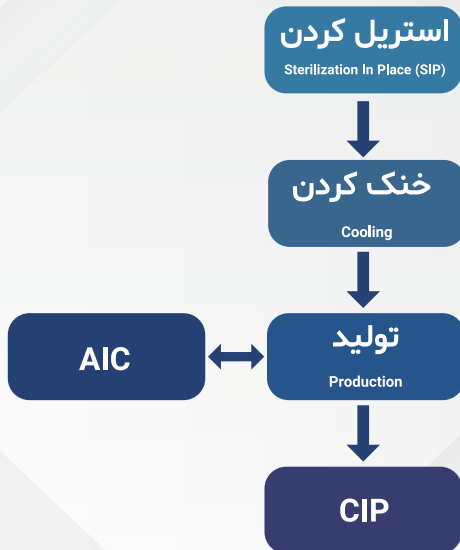 استریل کردن
Sterilization In Place (SIP)
خنک کردن
Cooling
تولید
Production
AIC
CIP